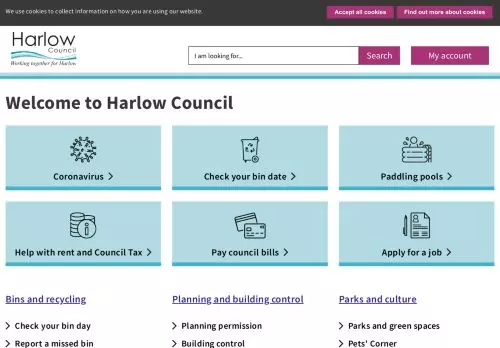 We use cookies to collect information on how you are using our website.
Accept all cookies
Find out more about cookies
Harlow
Council
Working together for Harlow
I am looking for...
Search
My account
Welcome to Harlow Council
Coronavirus
Check your bin date
Paddling pools
Help with rent and Council Tax
Pay council bills
Apply for a job
Bins and recycling
Planning and building control
Parks and culture
Check your bin day
Planning permission
Parks and green spaces
Report a missed bin
Building control
Pets' Corner